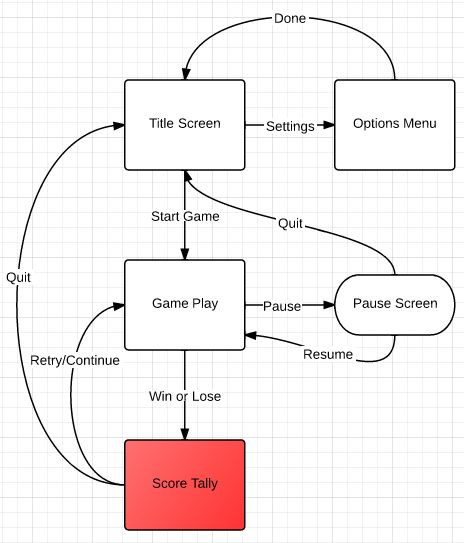 Done
Title Screen
Settings
Options Menu
Start Game
Quit
Quit
Game Play
Pause
Pause Screen
Resume
Retry/Continue
Win or Lose
Score Tally